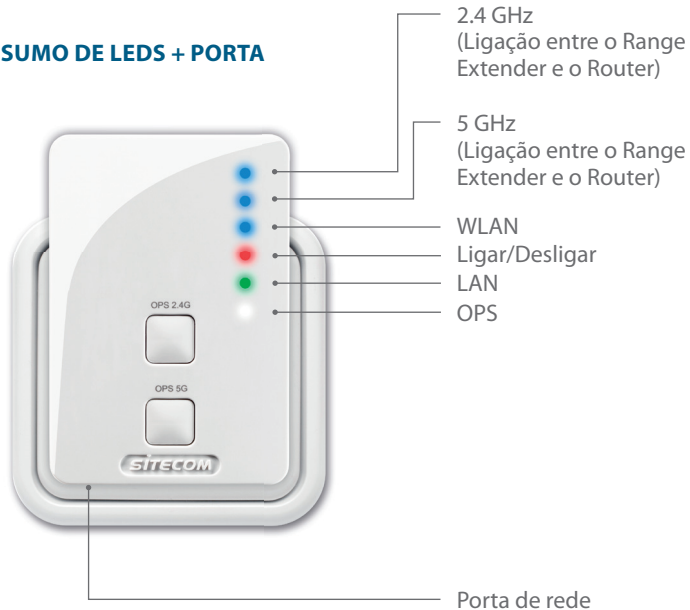 SUMO DE LEDS + PORTA
2.4 GHz
(Ligação entre o Range
Extender e o Router)
5 GHz
(Ligação entre o Range
Extender e o Router)
WLAN
Ligar/Desligar
LAN
OPS
OPS 2.4G
OPS 5G
SITECOM
Porta de rede